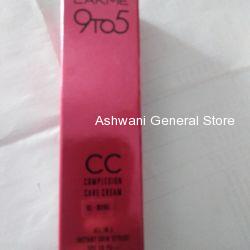 LAKMÉ
9TO5
Ashwani General Store
CC
COMPLEXION
CARE CREAM